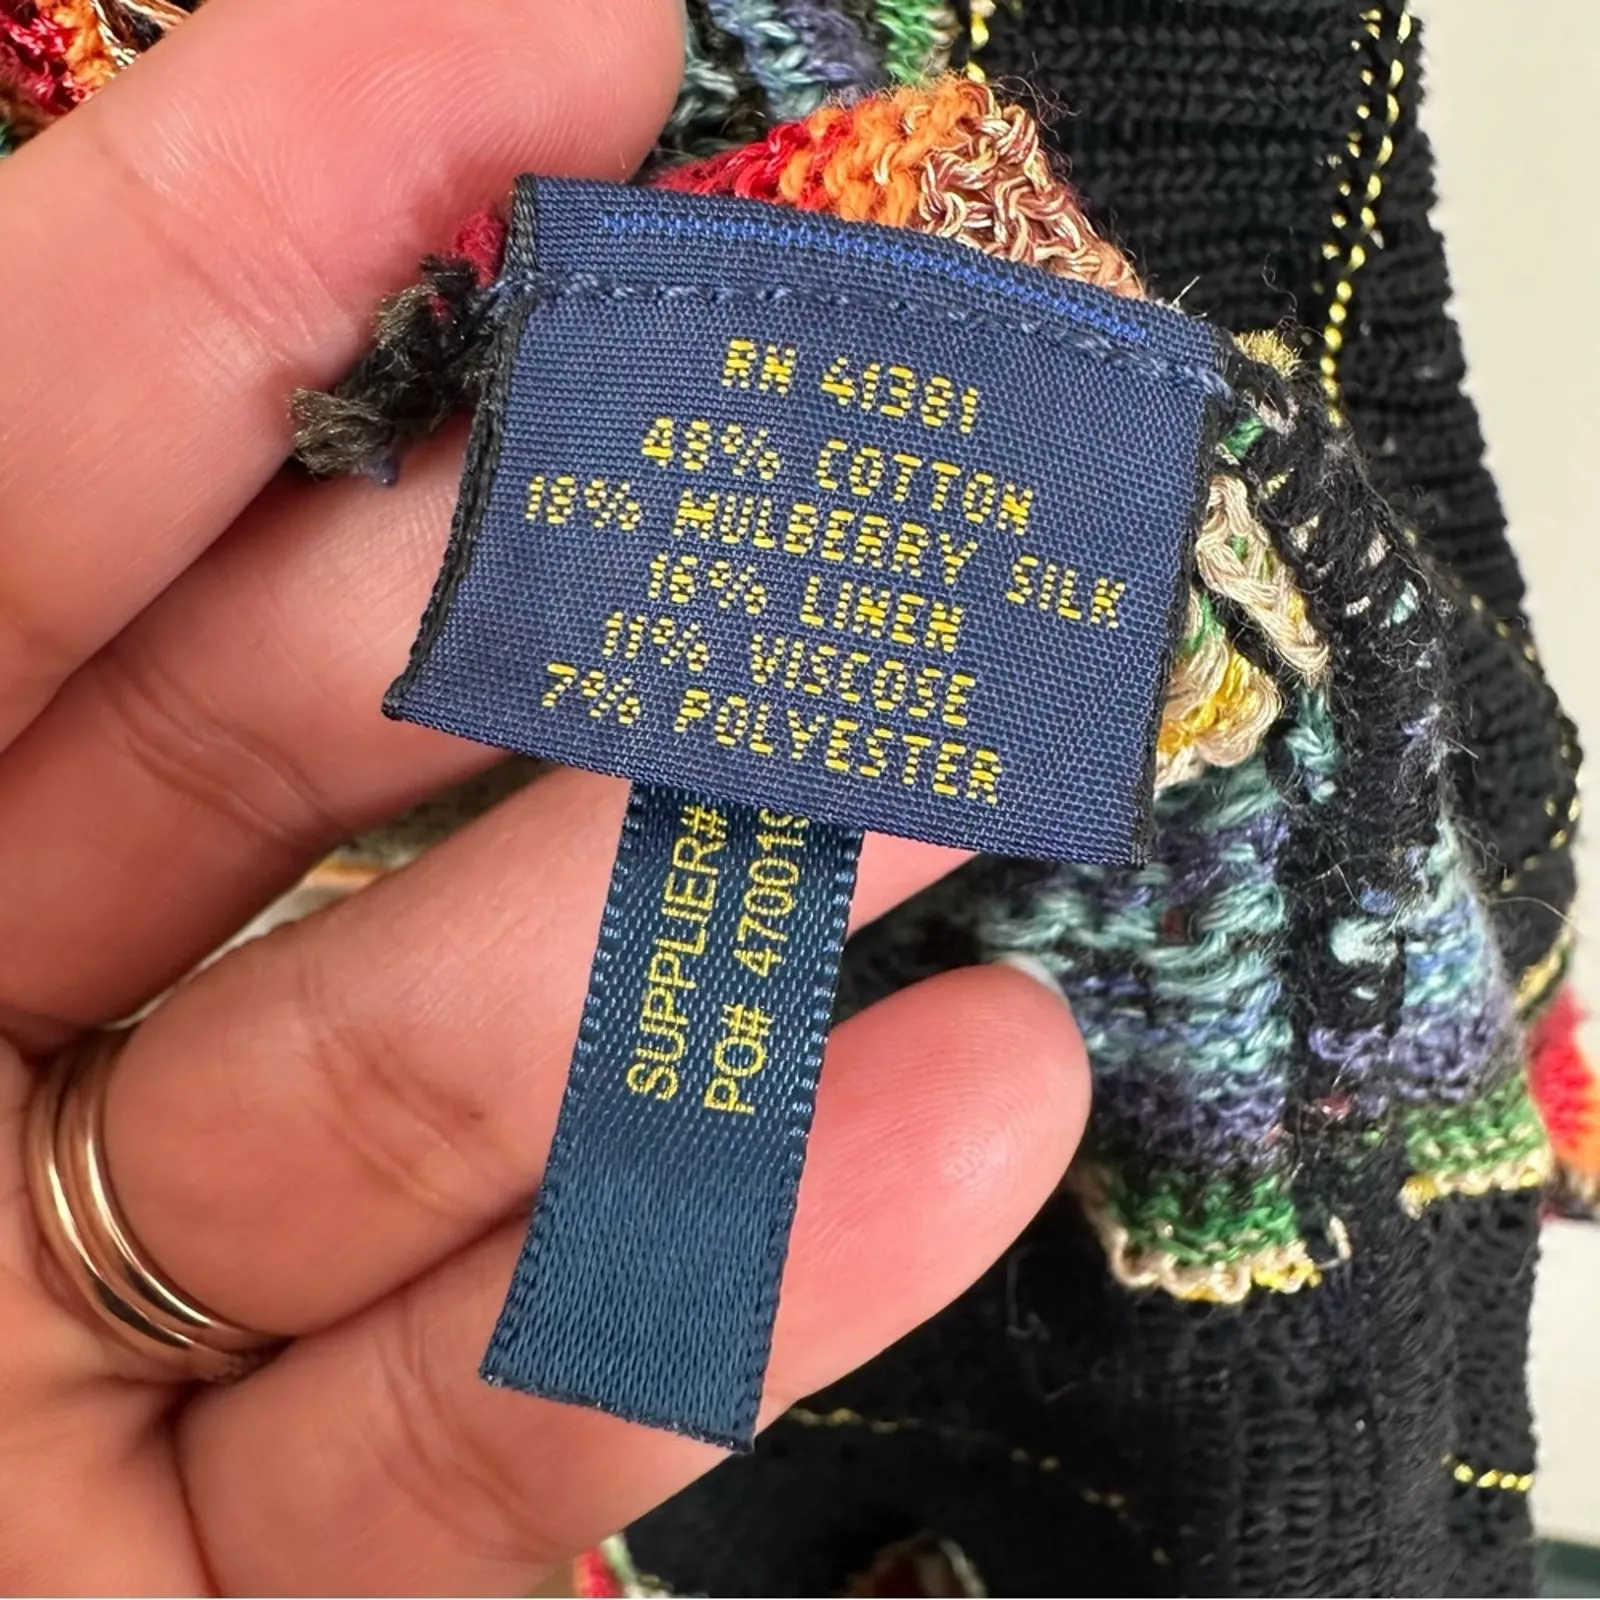 RN 41381
48% COTTON
18% MULBERRY SILK
16% LINEN
11% VISCOSE
7% POLYESTER
SUPPLIER#
PO# 47001